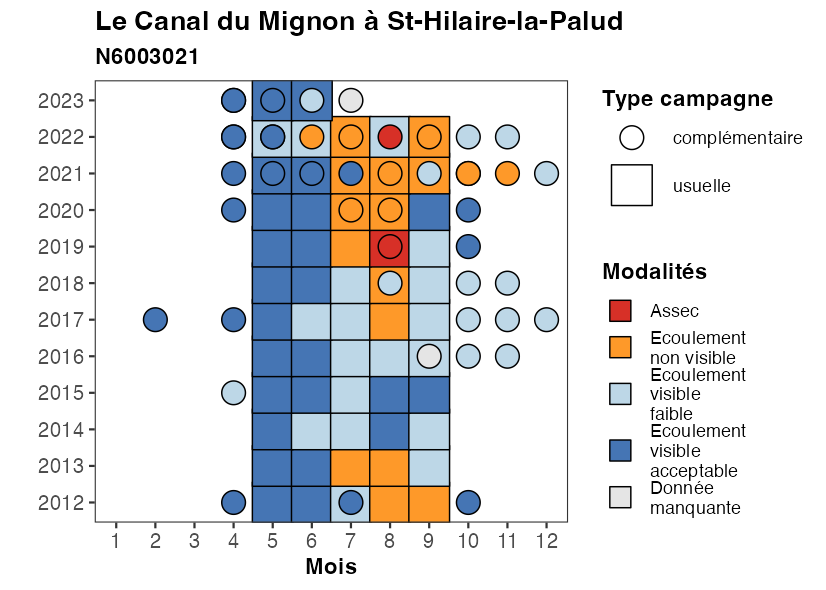 Le Canal du Mignon à St-Hilaire-la-Palud
N6003021
2023
2022
2021
2020
2019
2018
2017
2016
2015
2014
2013
2012
1 2 3 4 5 6 7 8 9 10 11 12
Mois
Type campagne
complémentaire
usuelle
Modalités
Assec
Ecoulement
non visible
Ecoulement
visible
faible
Ecoulement
visible
acceptable
Donnée
manquante